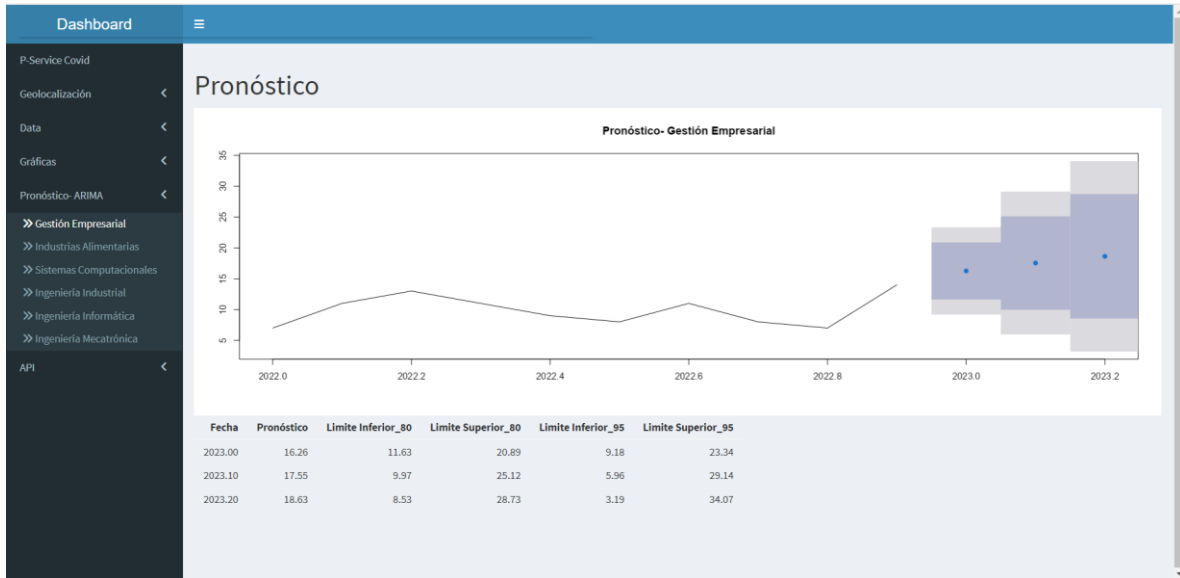 Dashboard
P-Service Covid
Geolocalización
Data
Gráficas
Pronóstico- ARIMA
Gestión Empresarial
Industrias Alimentarias
Sistemas Computacionales
Ingeniería Industrial
Ingeniería Informática
Ingeniería Mecatrónica
API
Pronóstico
Pronóstico- Gestión Empresarial
35
30
25
20
15
10
5
2022.0 2022.2 2022.4 2022.6 2022.8 2023.0 2023.2
Fecha Pronóstico Limite Inferior_80 Limite Superior_80 Limite Inferior_95 Limite Superior_95
2023.00 16.26 11.63 20.89 9.18 23.34
2023.10 17.55 9.97 25.12 5.96 29.14
2023.20 18.63 8.53 28.73 3.19 34.07